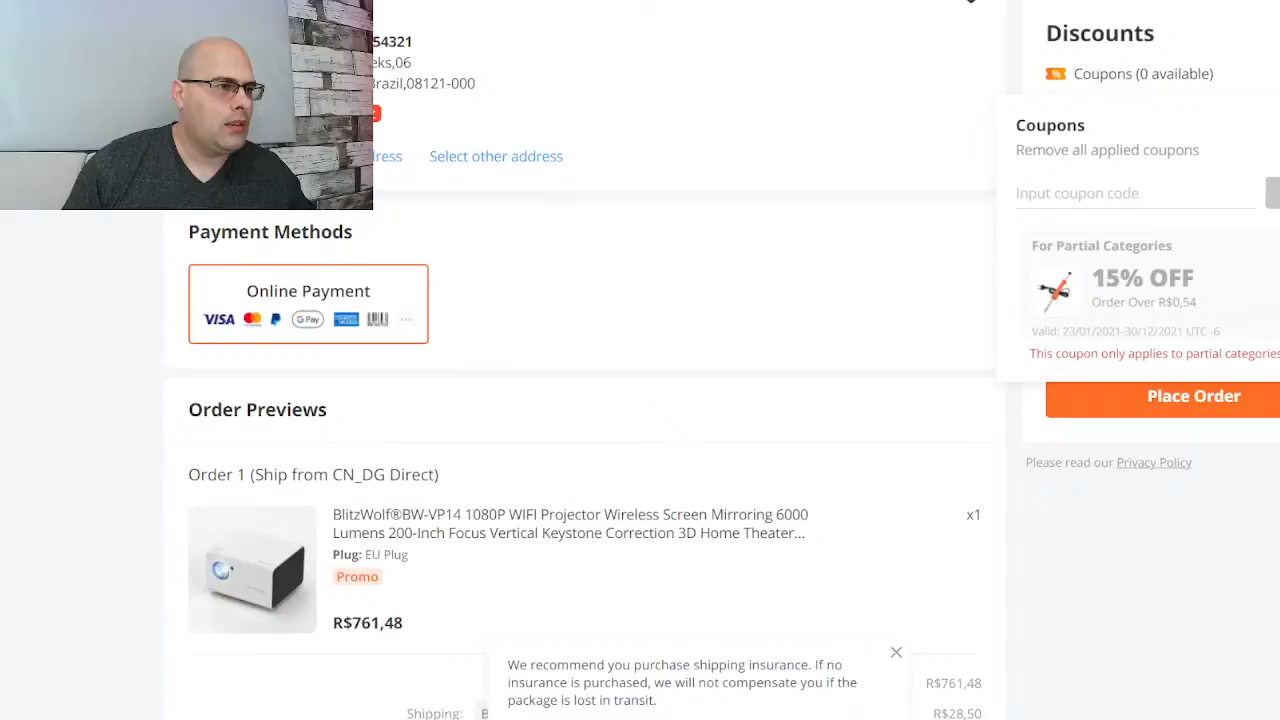 54321
eks,06
Brazil,08121-000
Select other address
Payment Methods
Online Payment
VISA
G Pay
Order Previews
Order 1 (Ship from CN_DG Direct)
BlitzWolf®BW-VP14 1080P WIFI Projector Wireless Screen Mirroring 6000
Lumens 200-Inch Focus Vertical Keystone Correction 3D Home Theater...
x1
Plug: EU Plug
Promo
R$761,48
We recommend you purchase shipping insurance. If no
insurance is purchased, we will not compensate you if the
package is lost in transit.
R$761,48
Shipping:
R$28,50
Discounts
% Coupons (0 available)
Coupons
Remove all applied coupons
Input coupon code
For Partial Categories
15% OFF
Order Over R$0,54
Valid: 23/01/2021-30/12/2021 UTC -6
This coupon only applies to partial categories
Place Order
Please read our Privacy Policy